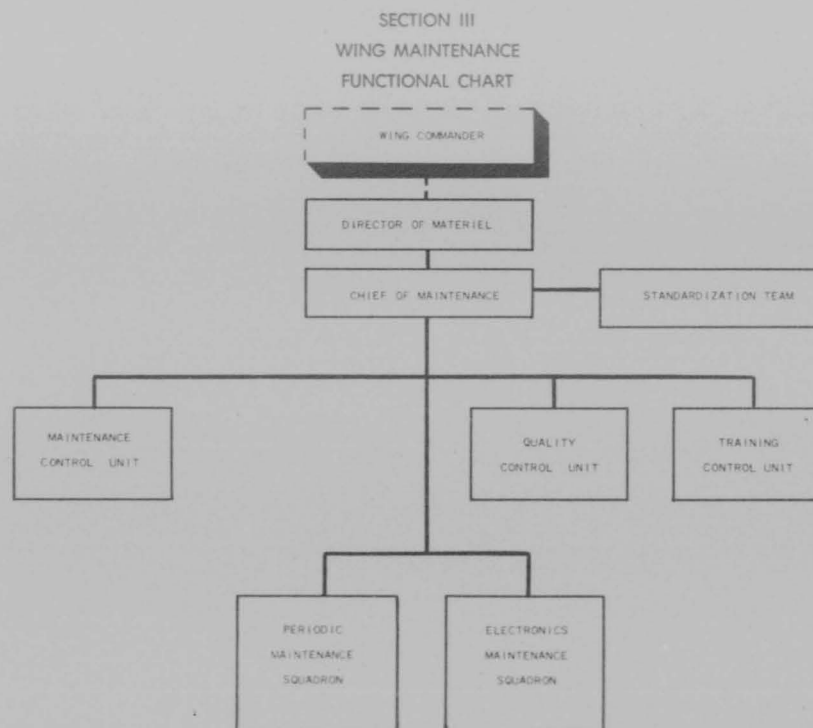 SECTION III
WING MAINTENANCE
FUNCTIONAL CHART
WING COMMANDER
DIRECTOR OF MATERIEL
CHIEF OF MAINTENANCE
STANDARDIZATION TEAM
MAINTENANCE
CONTROL UNIT
QUALITY
CONTROL UNIT
TRAINING
CONTROL UNIT
PERIODIC
MAINTENANCE
SQUADRON
ELECTRONICS
MAINTENANCE
SQUADRON